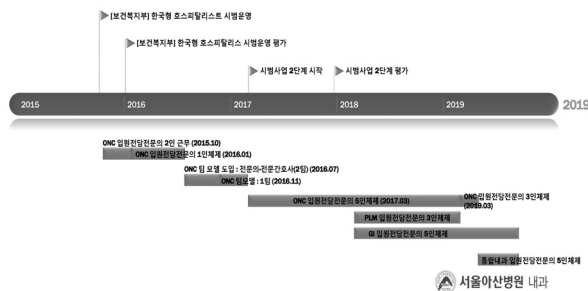 [보건복지부] 한국형 호스피탈리스트 시범운영
[보건복지부] 한국형 호스피탈리스 시범운영 평가
시범사업 2단계 시작
시범사업 2단계 평가
2015
2016
2017
2018
2019
2019
ONC 입원전담전문의 2인 근무 (2015.10)
ONC 입원전담전문의 1인체제 (2016.01)
ONC 팀 모델 도입 : 전문의-전문간호사(2팀) (2016.07)
ONC 팀모델 : 1팀 (2016.11)
ONC 입원전담전문의 5인체제 (2017.03)
ONC 입원전담전문의 3인체제
(2019.03)
PLM 입원전담전문의 3인체제
GI 입원전담전문의 5인체제
통합내과 입원전담전문의 5인체제
서울아산병원 내과